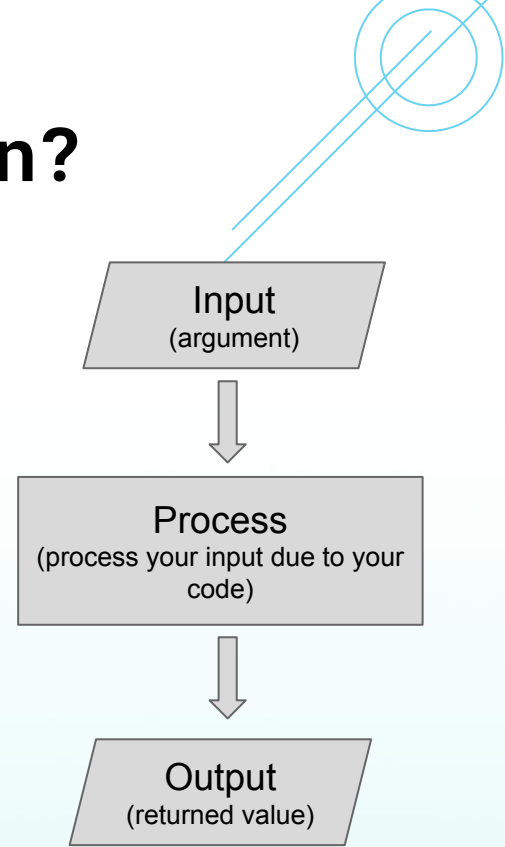 n?
Input
(argument)
Process
(process your input due to your
code)
Output
(returned value)